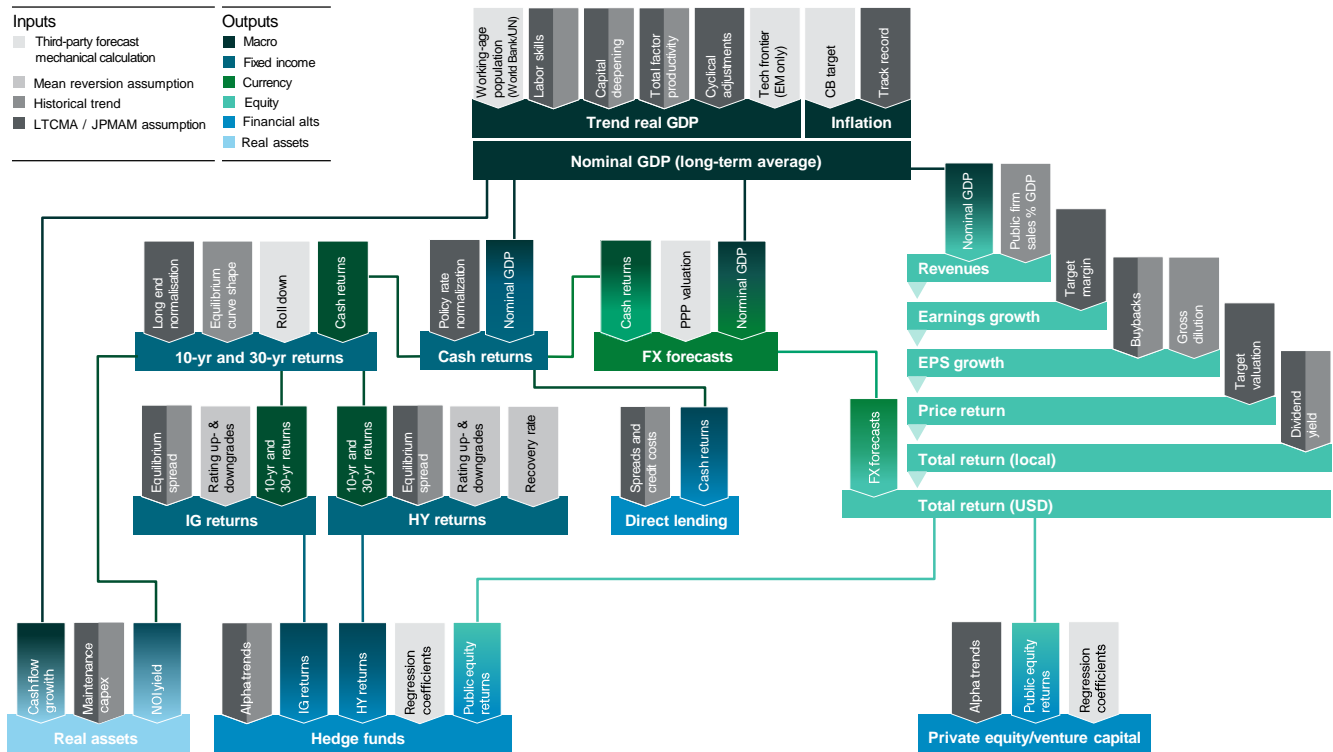 Inputs
Third-party forecast
mechanical calculation
Mean reversion assumption
Historical trend
LTCMA / JPMAM assumption
Outputs
Macro
Fixed income
Currency
Equity
Financial alts
Real assets
Working-age
population
(World Bank/UN)
Labor skills
Capital
deepening
Total factor
productivity
Cyclical
adjustments
Tech frontier
(EM only)
CB target
Track record
Trend real GDP
Inflation
Nominal GDP (long-term average)
Nominal GDP
Public firm
sales % GDP
Revenues
Target
margin
Earnings growth
Buybacks
Gross
dilution
EPS growth
Target
valuation
Price return
Dividend
yield
Total return (local)
FX forecasts
Total return (USD)
Long end
normalisation
Equilibrium
curve shape
Roll down
Cash returns
10-yr and 30-yr returns
Policy rate
normalization
Nominal GDP
Cash returns
Cash returns
PPP valuation
Nominal GDP
FX forecasts
Equilibrium
spread
Rating up- &
downgrades
10-yr and
30-yr returns
IG returns
10-yr and
30-yr returns
Equilibrium
spread
Rating up- &
downgrades
Recovery rate
HY returns
Spreads and
credit costs
Cash returns
Direct lending
Cash flow
growth
Maintenance
capex
NOI yield
Real assets
Alpha trends
IG returns
HY returns
Regression
coefficients
Public equity
returns
Hedge funds
Alpha trends
Public equity
returns
Regression
coefficients
Private equity/venture capital